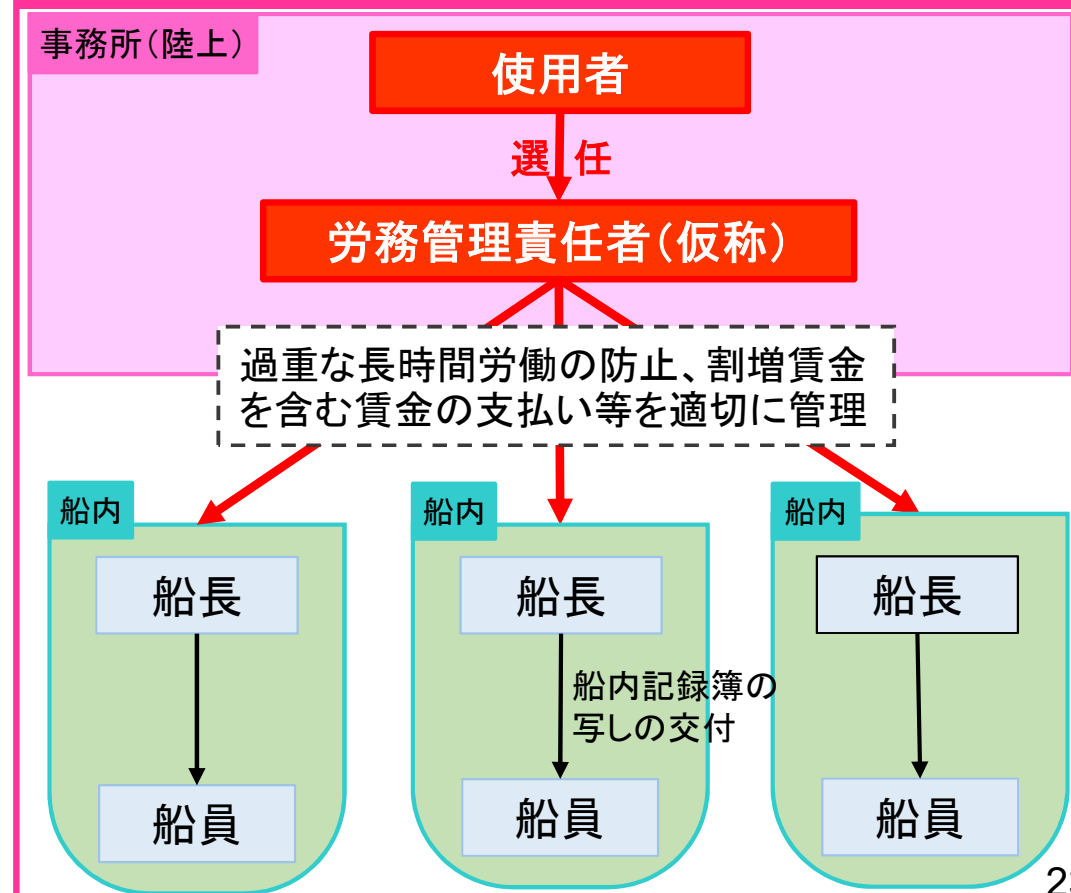 事務所(陸上)
使用者
選任
労務管理責任者(仮称)
過重な長時間労働の防止、割増賃金
を含む賃金の支払い等を適切に管理
船内
船内
船内
船長
船長
船長
船内記録簿の
写しの交付
船員
船員
船員